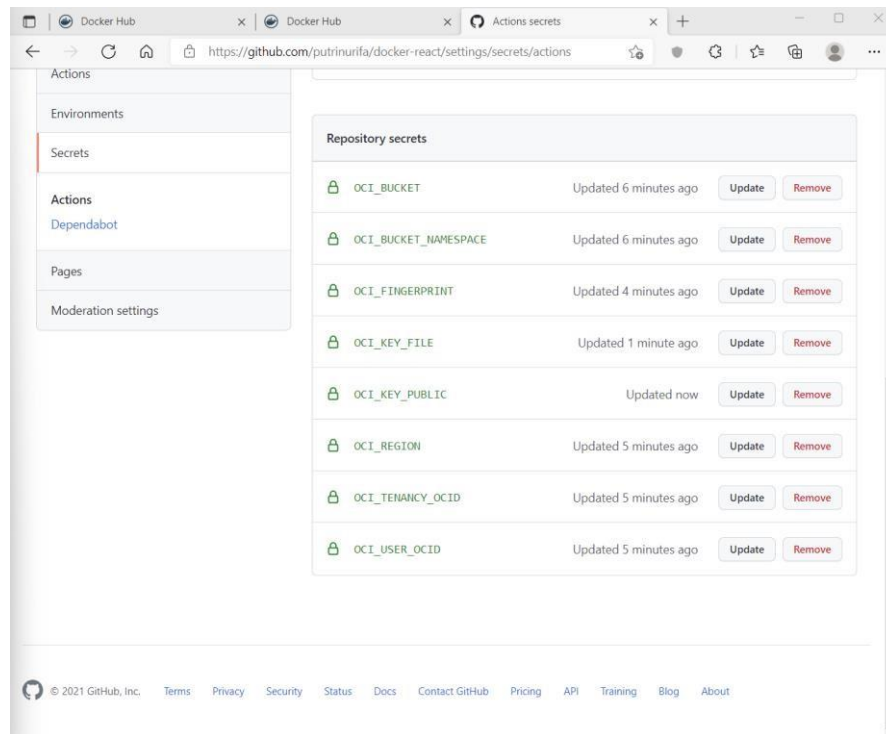 Docker Hub
Docker Hub
Actions secrets
https://github.com/putrinurifa/docker-react/settings/secrets/actions
Actions
Environments
Secrets
Actions
Dependabot
Pages
Moderation settings
Repository secrets
OCI_BUCKET Updated 6 minutes ago Update Remove
OCI_BUCKET_NAMESPACE Updated 6 minutes ago Update Remove
OCI_FINGERPRINT Updated 4 minutes ago Update Remove
OCI_KEY_FILE Updated 1 minute ago Update Remove
OCI_KEY_PUBLIC Updated now Update Remove
OCI_REGION Updated 5 minutes ago Update Remove
OCI_TENANCY_OCID Updated 5 minutes ago Update Remove
OCI_USER_OCID Updated 5 minutes ago Update Remove
© 2021 GitHub, Inc. Terms Privacy Security Status Docs Contact GitHub Pricing API Training Blog About